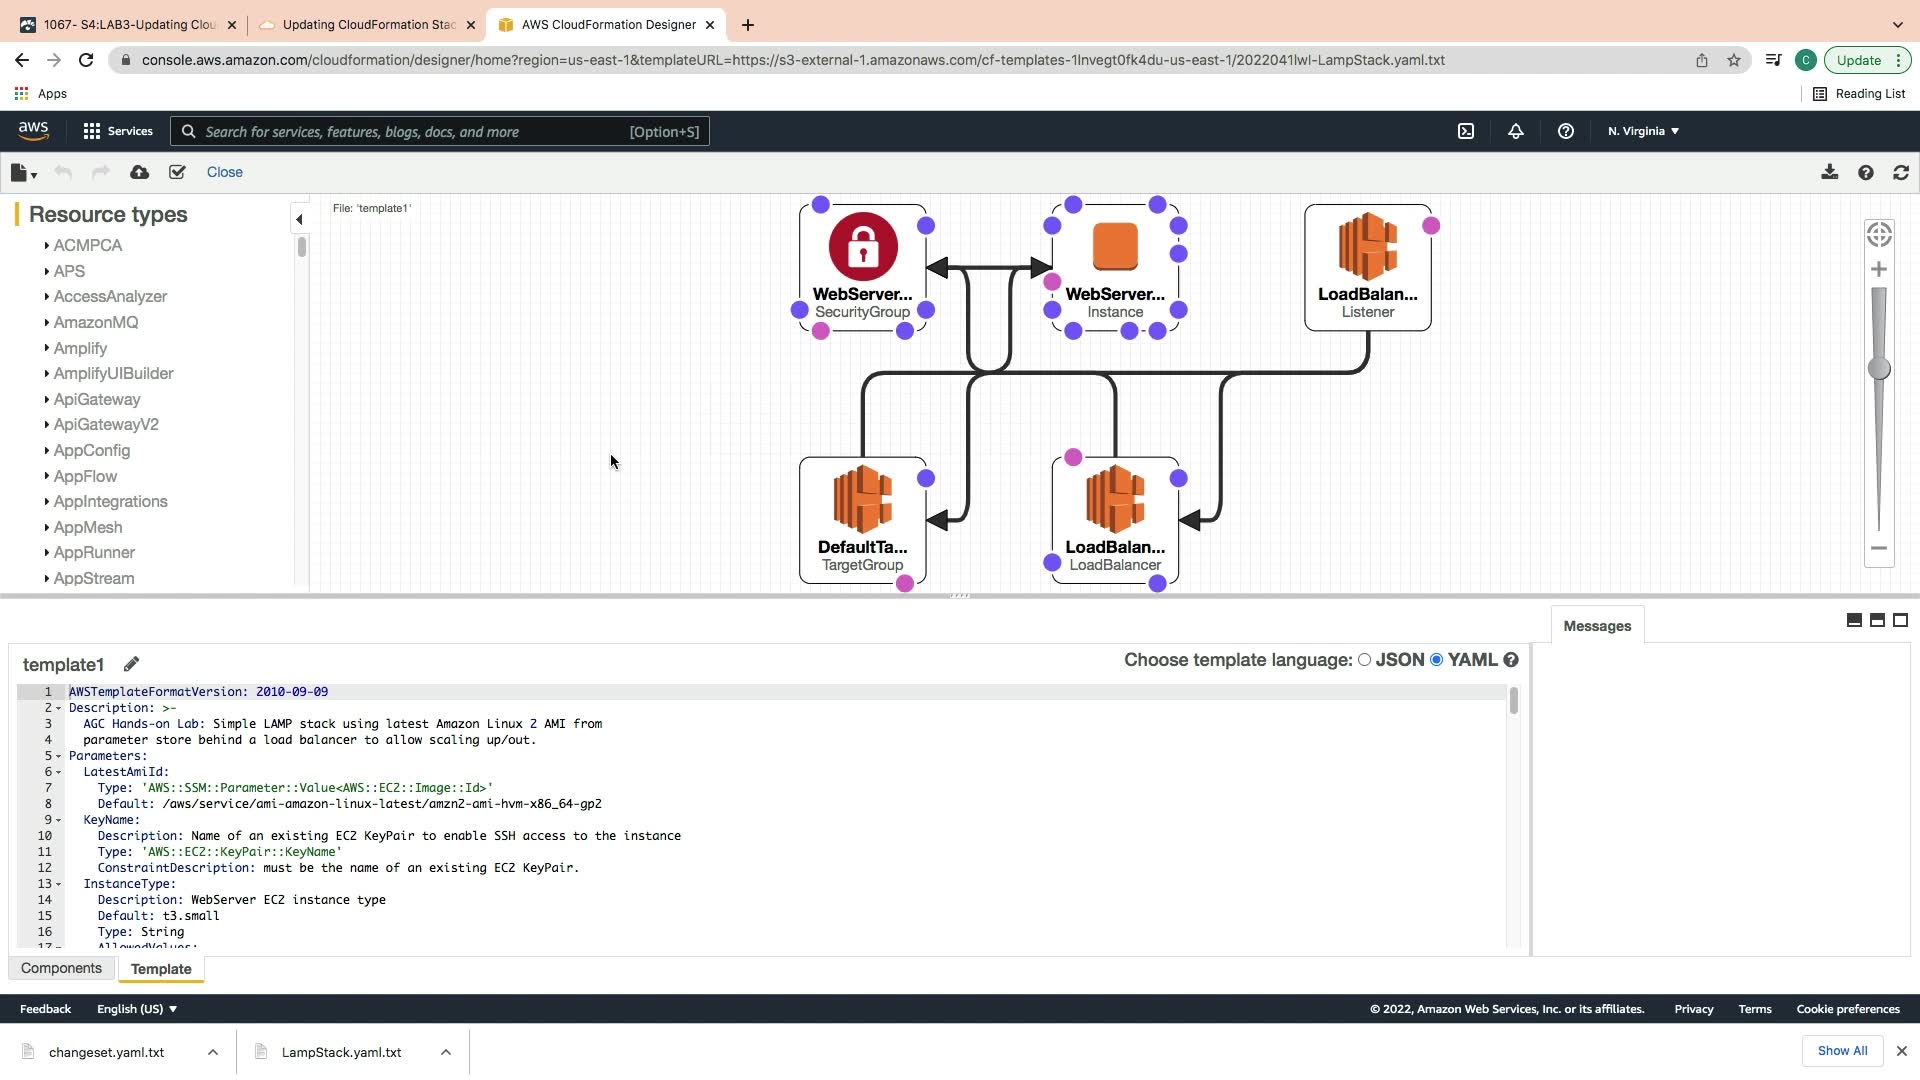 1067- S4:LAB3-Updating Clou
Updating CloudFormation Stac
AWS CloudFormation Designer
console.aws.amazon.com/cloudformation/designer/home?region=us-east-1&templateURL=https://s3-external-1.amazonaws.com/cf-templates-1lnvegt0fk4du-us-east-1/2022041lwl-LampStack.yaml.txt
C
Update
Apps
Reading List
aws
Services
Search for services, features, blogs, docs, and more
[Option+S]
N. Virginia
Close
Resource types
ACMPCA
APS
AccessAnalyzer
AmazonMQ
Amplify
AmplifyUIBuilder
ApiGateway
ApiGatewayV2
AppConfig
AppFlow
AppIntegrations
AppMesh
AppRunner
AppStream
File: 'template1'
WebServer...
SecurityGroup
WebServer...
Instance
LoadBalan...
Listener
DefaultTa...
TargetGroup
LoadBalan...
LoadBalancer
Messages
template1
Choose template language: JSON YAML
1 AWSTemplateFormatVersion: 2010-09-09
2 Description: >-
3 AGC Hands-on Lab: Simple LAMP stack using latest Amazon Linux 2 AMI from
4 parameter store behind a load balancer to allow scaling up/out.
5 Parameters:
6 LatestAmiId:
7 Type: 'AWS::SSM::Parameter::Value<AWS::EC2::Image::Id>'
8 Default: /aws/service/ami-amazon-linux-latest/amzn2-ami-hvm-x86_64-gp2
9 KeyName:
10 Description: Name of an existing EC2 KeyPair to enable SSH access to the instance
11 Type: 'AWS::EC2::KeyPair::KeyName'
12 ConstraintDescription: must be the name of an existing EC2 KeyPair.
13 InstanceType:
14 Description: WebServer EC2 instance type
15 Default: t3.small
16 Type: String
17 AllowedValues:
Components
Template
Feedback
English (US)
© 2022, Amazon Web Services, Inc. or its affiliates.
Privacy
Terms
Cookie preferences
changeset.yaml.txt
LampStack.yaml.txt
Show All